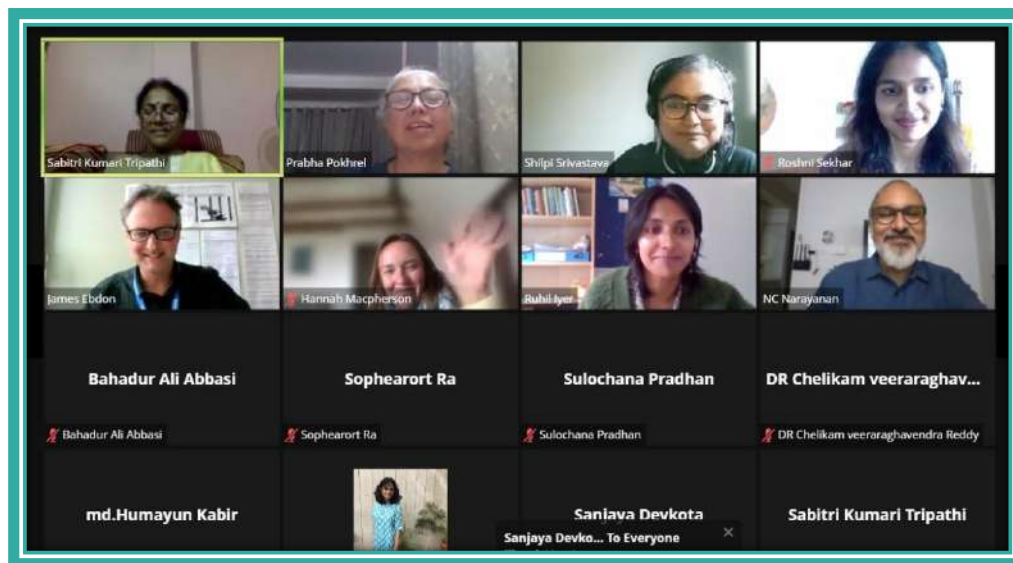 Sabitri Kumari Tripathi
Prabha Pokhrel
Shilpi Srivastava
Roshni Sekhar
James Ebdon
Hannah Macpherson
Ruhil Iyer
NC Narayanan
Bahadur Ali Abbasi
Sophearort Ra
Sulochana Pradhan
DR Chelikam veeraraghav...
Bahadur Ali Abbasi
Sophearort Ra
Sulochana Pradhan
DR Chelikam veeraraghavendra Reddy
md.Humayun Kabir
Sanjaya Devkota
Sabitri Kumari Tripathi
Sanjaya Devko... To Everyone